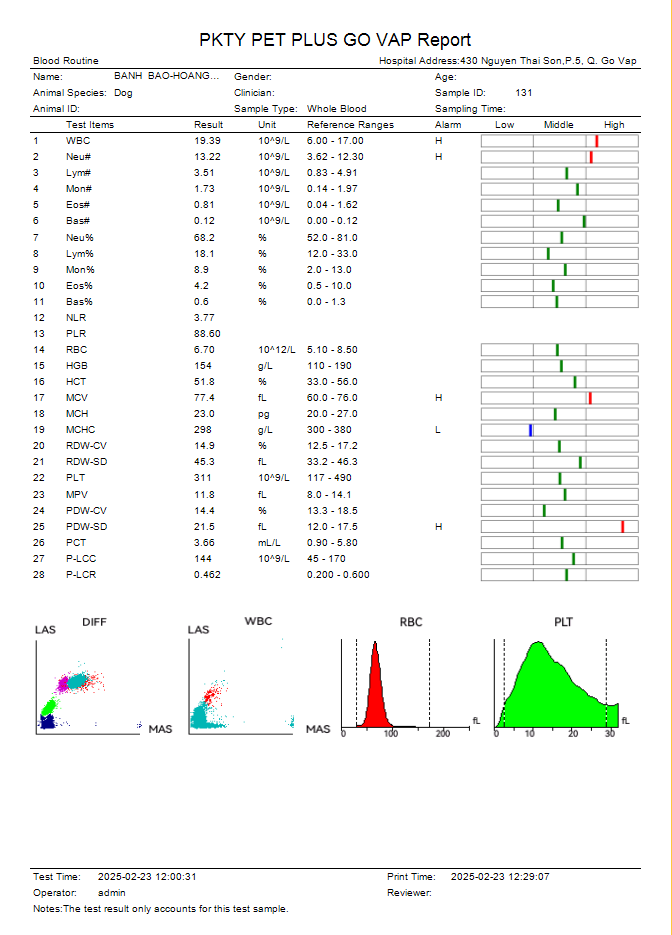 PKTY PET PLUS GO VAP Report
Blood Routine Hospital Address:430 Nguyen Thai Son,P.5, Q. Go Vap
Name: BANH BAO-HOANG... Gender: Age:
Animal Species: Dog Clinician: Sample ID: 131
Animal ID: Sample Type: Whole Blood Sampling Time:
Test Items Result Unit Reference Ranges Alarm Low Middle High
1 WBC 19.39 10^9/L 6.00 - 17.00 H
2 Neu# 13.22 10^9/L 3.62 - 12.30 H
3 Lym# 3.51 10^9/L 0.83 - 4.91
4 Mon# 1.73 10^9/L 0.14 - 1.97
5 Eos# 0.81 10^9/L 0.04 - 1.62
6 Bas# 0.12 10^9/L 0.00 - 0.12
7 Neu% 68.2 % 52.0 - 81.0
8 Lym% 18.1 % 12.0 - 33.0
9 Mon% 8.9 % 2.0 - 13.0
10 Eos% 4.2 % 0.5 - 10.0
11 Bas% 0.6 % 0.0 - 1.3
12 NLR 3.77
13 PLR 88.60
14 RBC 6.70 10^12/L 5.10 - 8.50
15 HGB 154 g/L 110 - 190
16 HCT 51.8 % 33.0 - 56.0
17 MCV 77.4 fL 60.0 - 76.0 H
18 MCH 23.0 pg 20.0 - 27.0
19 MCHC 298 g/L 300 - 380 L
20 RDW-CV 14.9 % 12.5 - 17.2
21 RDW-SD 45.3 fL 33.2 - 46.3
22 PLT 311 10^9/L 117 - 490
23 MPV 11.8 fL 8.0 - 14.1
24 PDW-CV 14.4 % 13.3 - 18.5
25 PDW-SD 21.5 fL 12.0 - 17.5 H
26 PCT 3.66 mL/L 0.90 - 5.80
27 P-LCC 144 10^9/L 45 - 170
28 P-LCR 0.462 0.200 - 0.600
DIFF WBC RBC PLT
LAS LAS
MAS MAS fL fL
0 100 200 0 10 20 30
Test Time: 2025-02-23 12:00:31 Print Time: 2025-02-23 12:29:07
Operator: admin Reviewer:
Notes:The test result only accounts for this test sample.